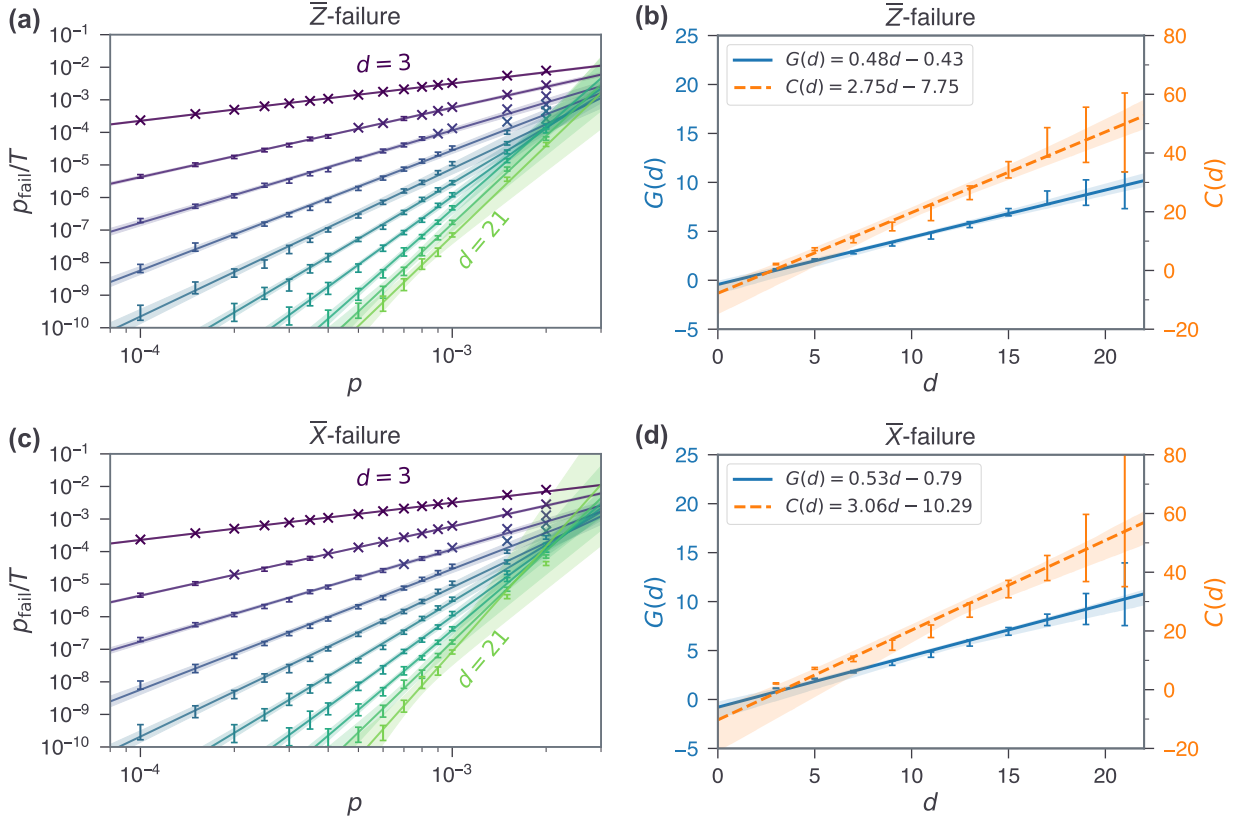 (a)
Z̅-failure
10⁻¹
10⁻²
10⁻³
10⁻⁴
10⁻⁵
10⁻⁶
10⁻⁷
10⁻⁸
10⁻⁹
10⁻¹⁰
p_fail/T
d = 3
d = 21
10⁻⁴
10⁻³
p
(b)
Z̅-failure
25
20
15
10
5
0
−5
G(d)
G(d) = 0.48d − 0.43
C(d) = 2.75d − 7.75
80
60
40
20
0
−20
C(d)
0
5
10
15
20
d
(c)
X̅-failure
10⁻¹
10⁻²
10⁻³
10⁻⁴
10⁻⁵
10⁻⁶
10⁻⁷
10⁻⁸
10⁻⁹
10⁻¹⁰
p_fail/T
d = 3
d = 21
10⁻⁴
10⁻³
p
(d)
X̅-failure
25
20
15
10
5
0
−5
G(d)
G(d) = 0.53d − 0.79
C(d) = 3.06d − 10.29
80
60
40
20
0
−20
C(d)
0
5
10
15
20
d